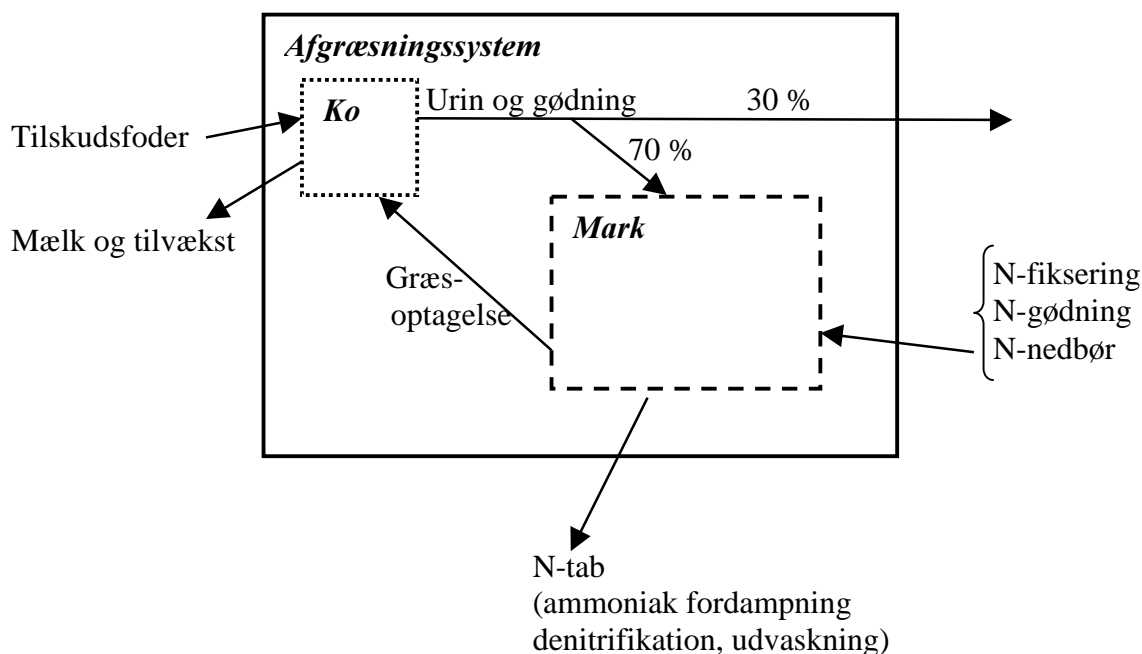 Afgræsningssystem
Ko
Urin og gødning
30 %
Tilskudsfoder
70 %
Mælk og tilvækst
Mark
Græs-
optagelse
N-fiksering
N-gødning
N-nedbør
N-tab
(ammoniak fordampning
denitrifikation, udvaskning)